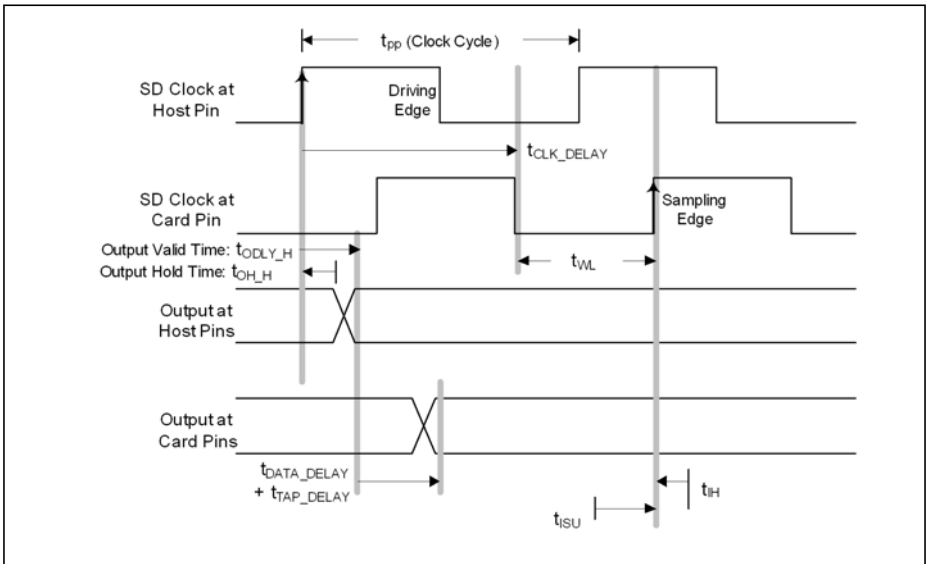 tpp (Clock Cycle)
SD Clock at
Host Pin
Driving
Edge
tCLK_DELAY
SD Clock at
Card Pin
Sampling
Edge
Output Valid Time: tODLY_H
Output Hold Time: tOH_H
tWL
Output at
Host Pins
Output at
Card Pins
tDATA_DELAY
+ tTAP_DELAY
tIH
tISU